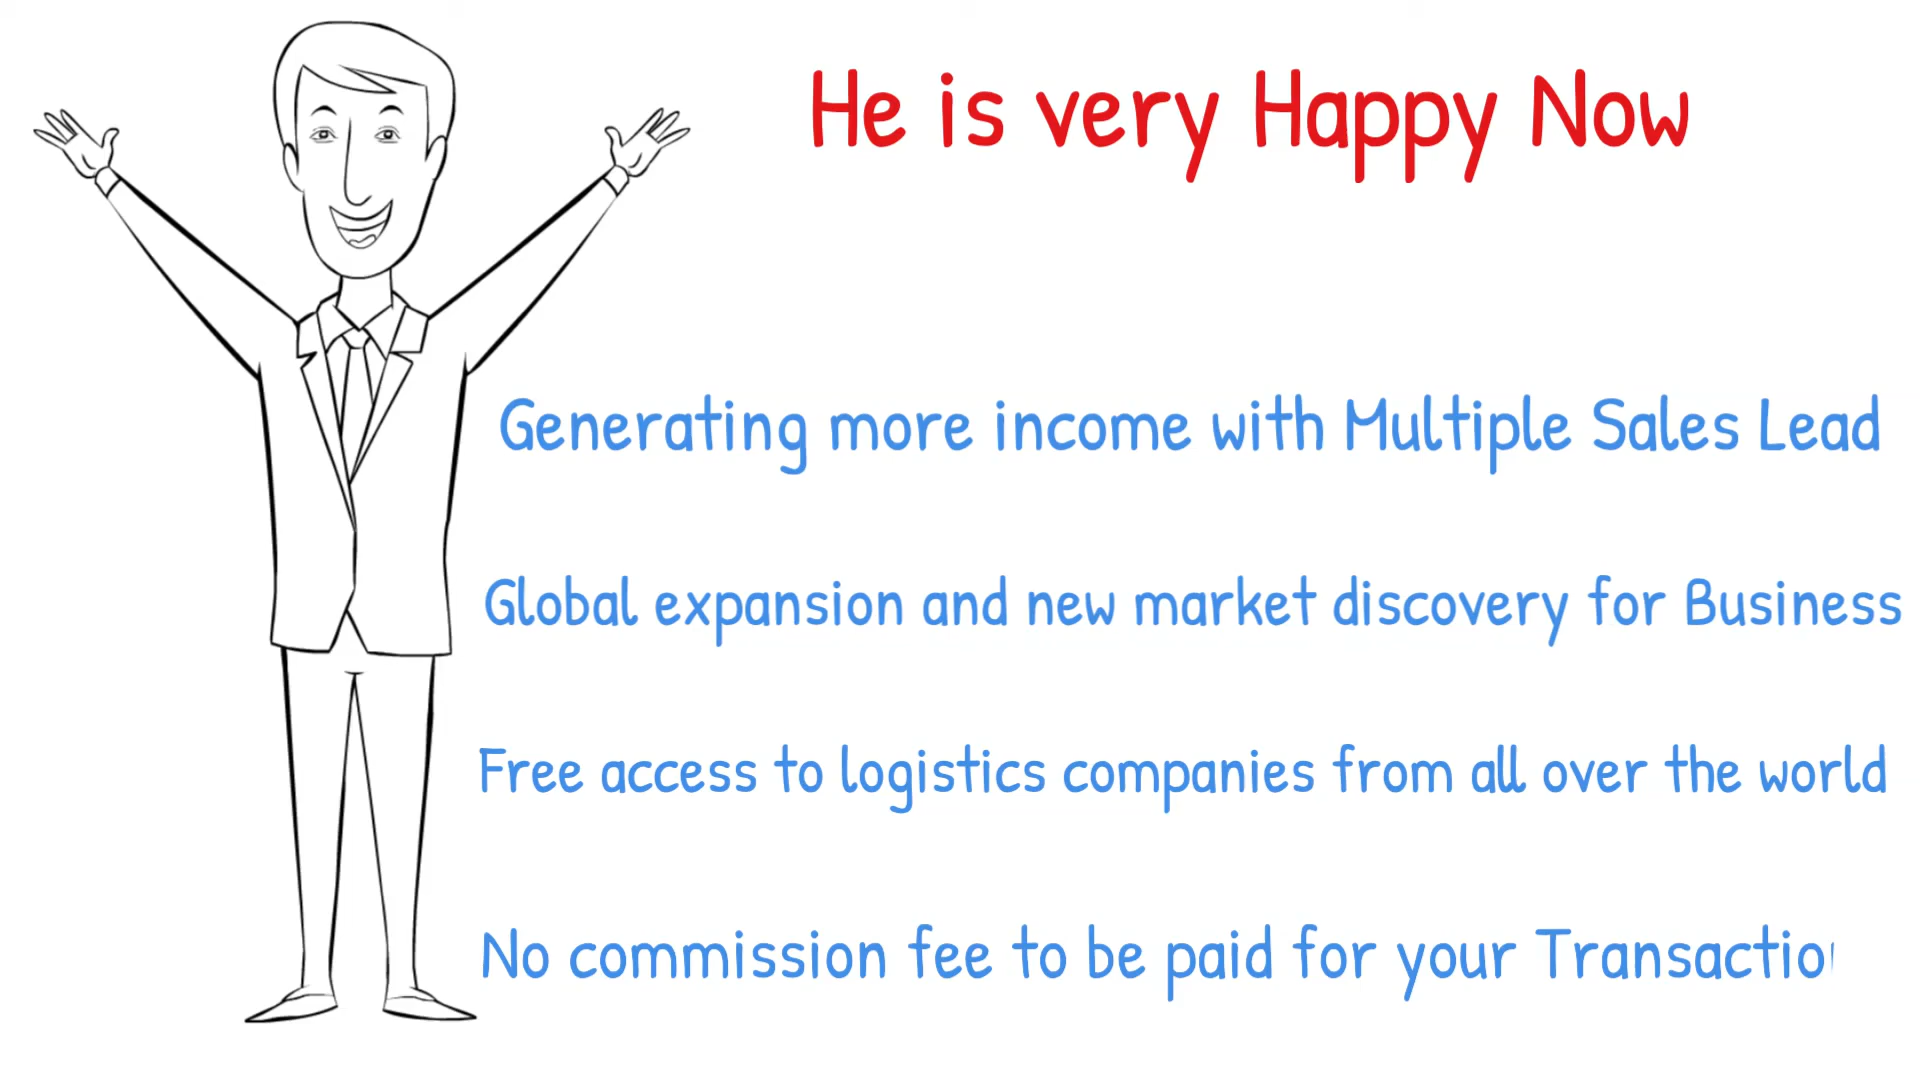 He is very Happy Now
Generating more income with Multiple Sales Lead
Global expansion and new market discovery for Business
Free access to logistics companies from all over the world
No commission fee to be paid for your Transactio